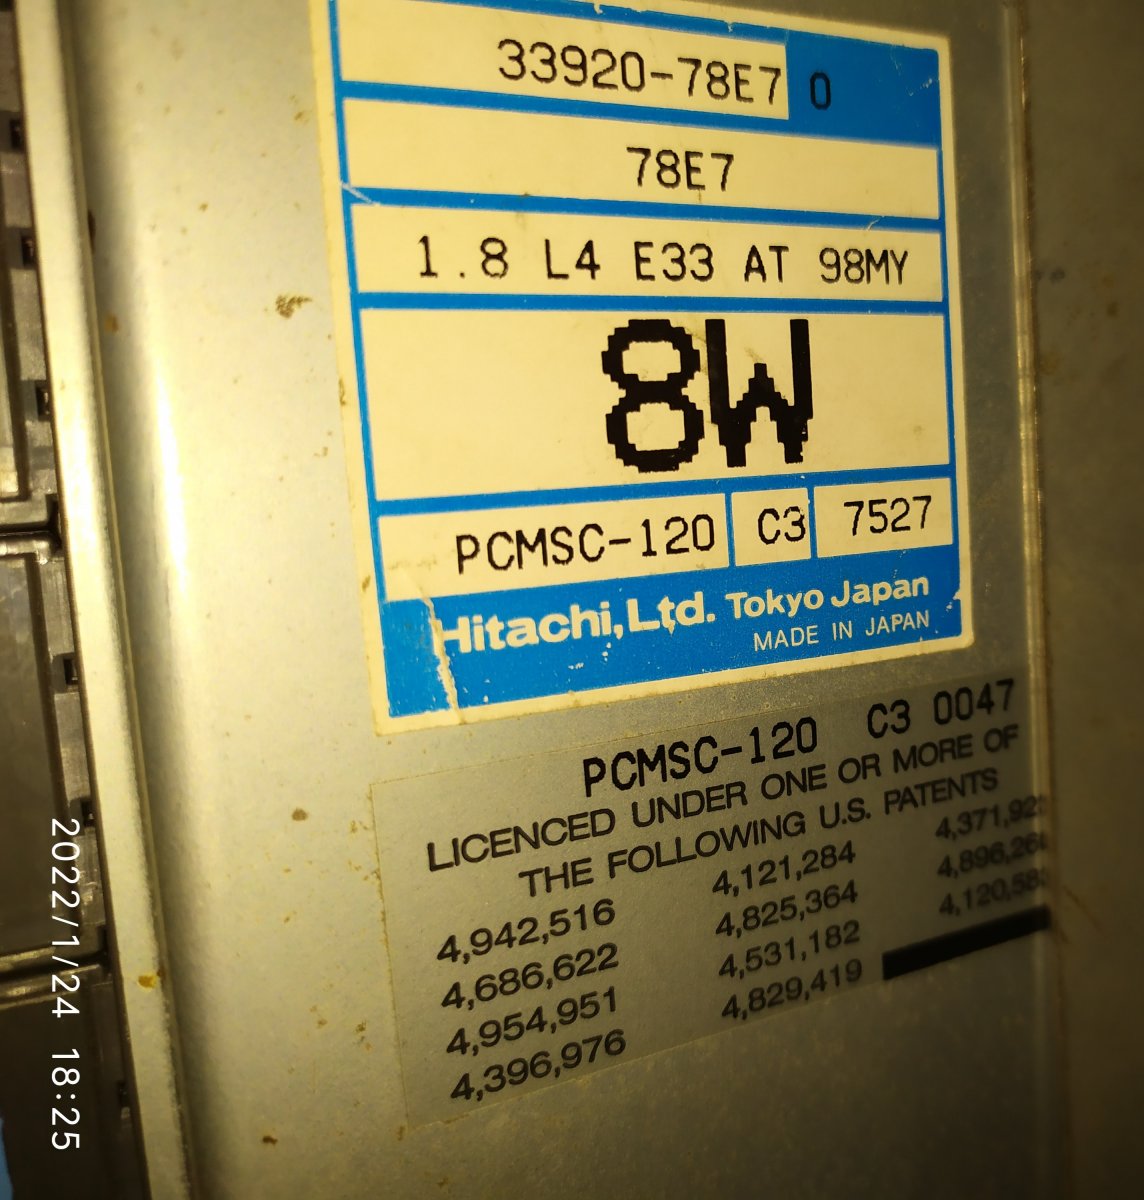 33920-78E7 0
78E7
1.8 L4 E33 AT 98MY
8W
PCMSC-120 C3 7527
Hitachi,Ltd. Tokyo Japan
MADE IN JAPAN
PCMSC-120 C3 0047
LICENCED UNDER ONE OR MORE OF
THE FOLLOWING U.S. PATENTS
4,942,516 4,121,284
4,686,622 4,825,364
4,954,951 4,531,182
4,396,976 4,829,419
2022/1/24 18:25